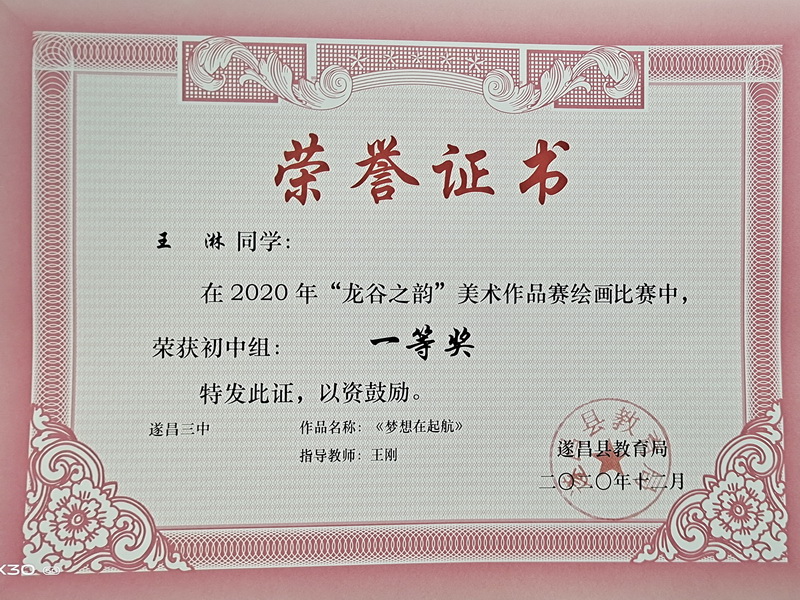 荣誉证书
王 淋 同学：
在 2020 年“龙谷之韵”美术作品赛绘画比赛中，
荣获初中组： 一等奖
特发此证，以资鼓励。
遂昌三中 作品名称：《梦想在起航》
指导教师：王刚
遂昌县教育局
二〇二〇年十二月